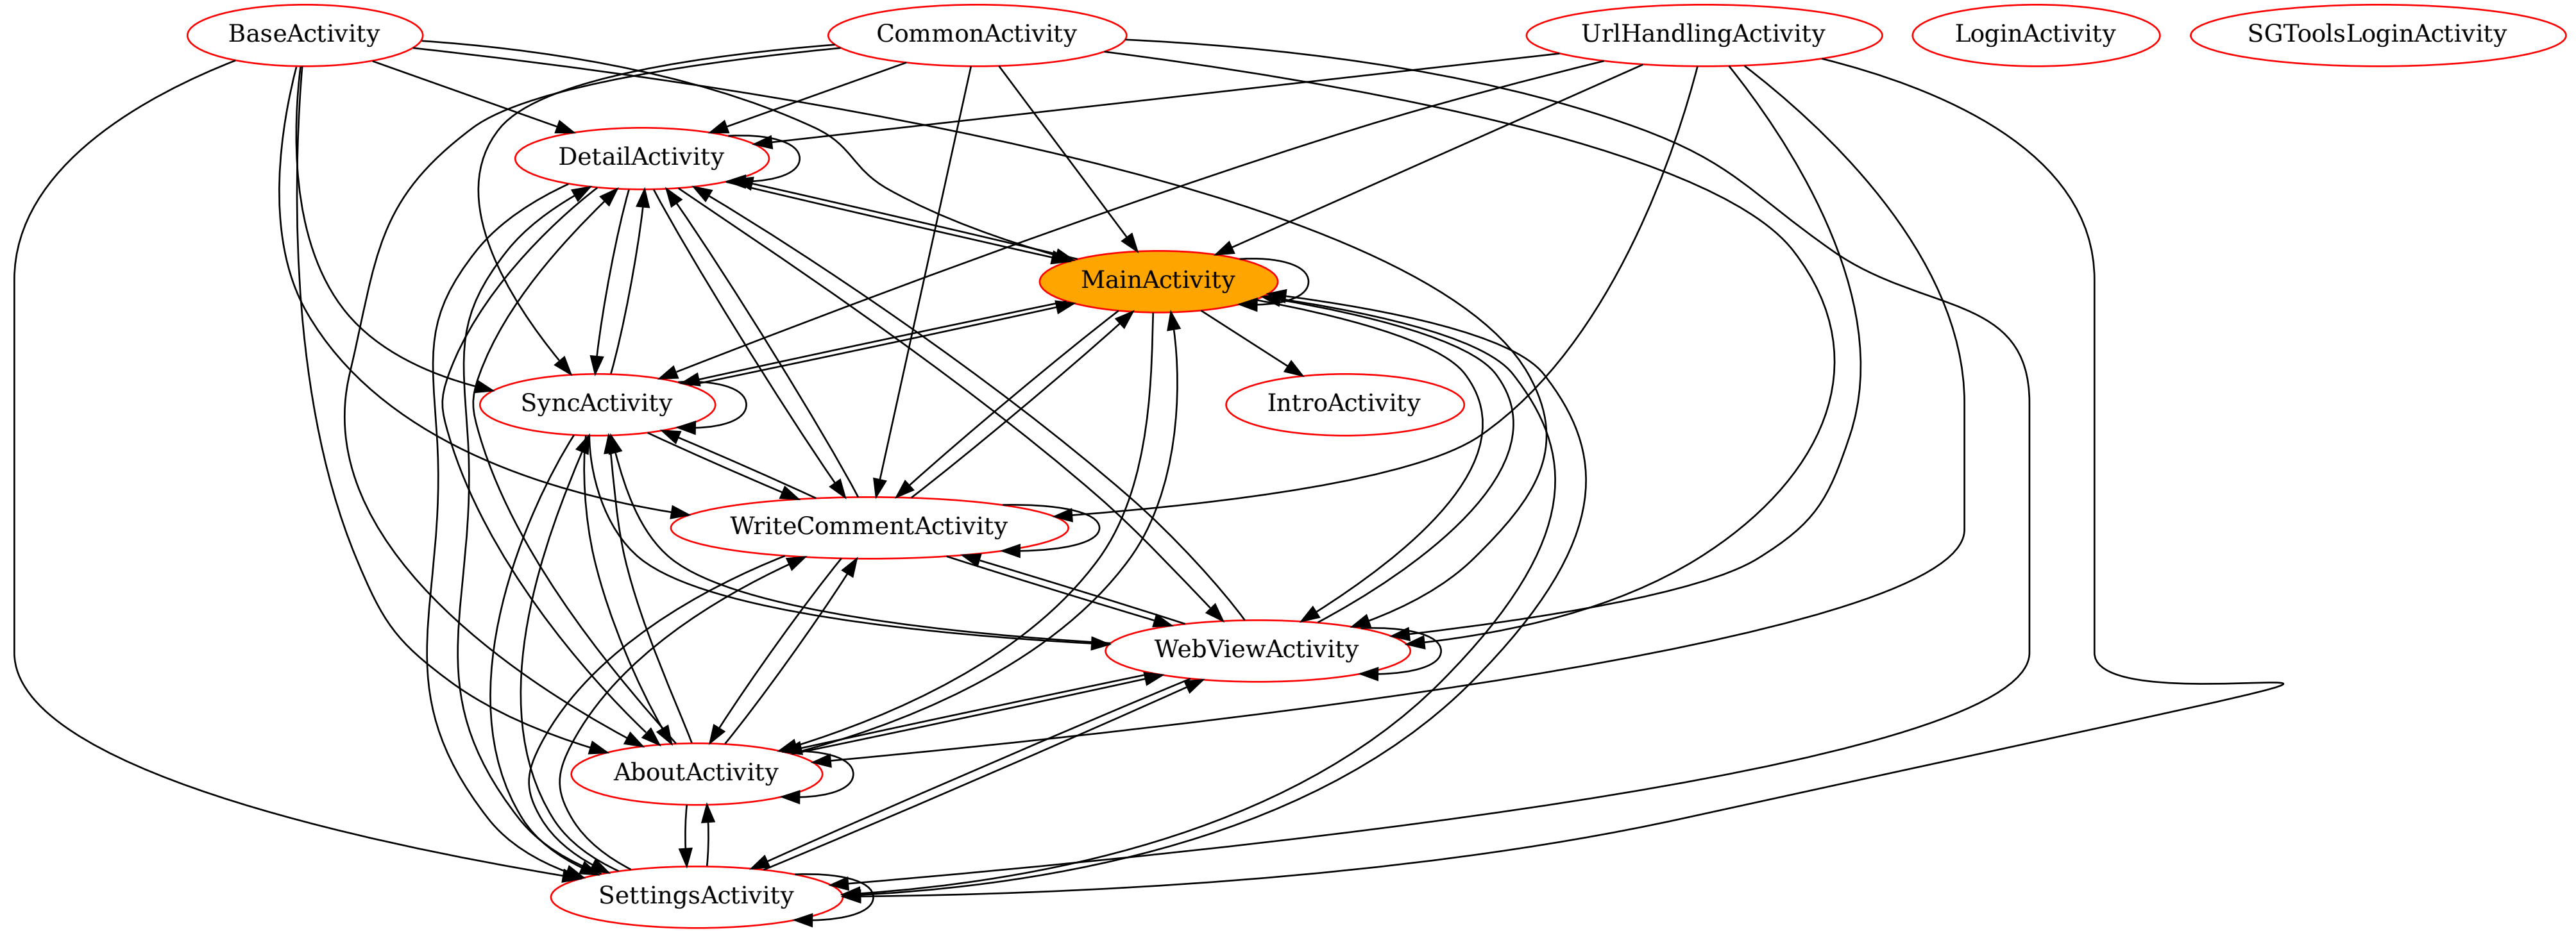 BaseActivity
CommonActivity
UrlHandlingActivity
LoginActivity
SGToolsLoginActivity
DetailActivity
MainActivity
SyncActivity
IntroActivity
WriteCommentActivity
WebViewActivity
AboutActivity
SettingsActivity